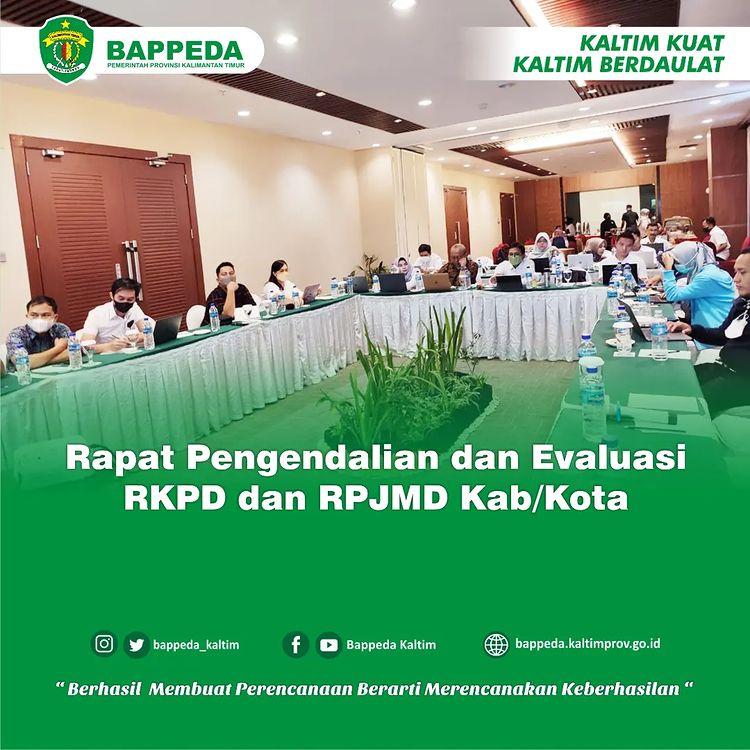 BAPPEDA
PEMERINTAH PROVINSI KALIMANTAN TIMUR
KALTIM KUAT
KALTIM BERDAULAT
Rapat Pengendalian dan Evaluasi
RKPD dan RPJMD Kab/Kota
bappeda_kaltim
Bappeda Kaltim
bappeda.kaltimprov.go.id
“ Berhasil Membuat Perencanaan Berarti Merencanakan Keberhasilan “